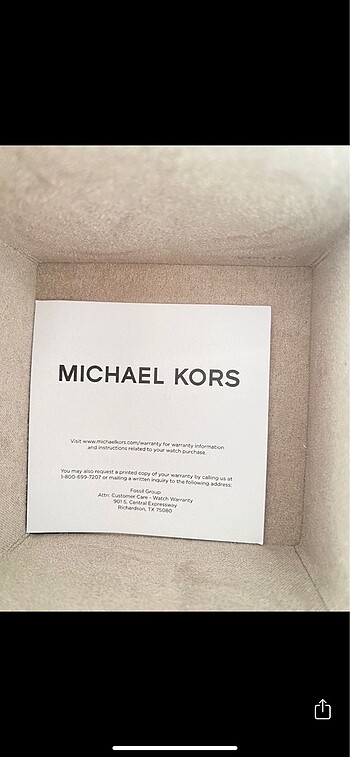 MICHAEL KORS
Visit www.michaelkors.com/warranty for warranty information
and instructions related to your watch purchase.
You may also request a printed copy of your warranty by calling us at
1-800-699-7207 or mailing a written inquiry to the following address:
Fossil Group
Attn: Customer Care - Watch Warranty
901 S. Central Expressway
Richardson, TX 75080